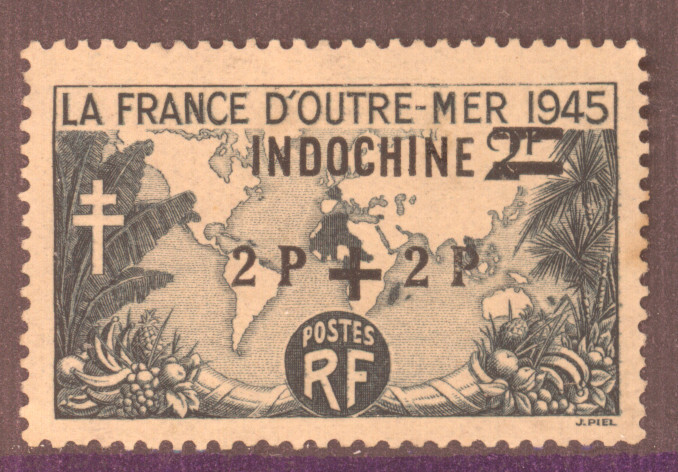 LA FRANCE D'OUTRE-MER 1945
INDOCHINE 2F
2 P + 2 P
POSTES
RF
J. PIEL